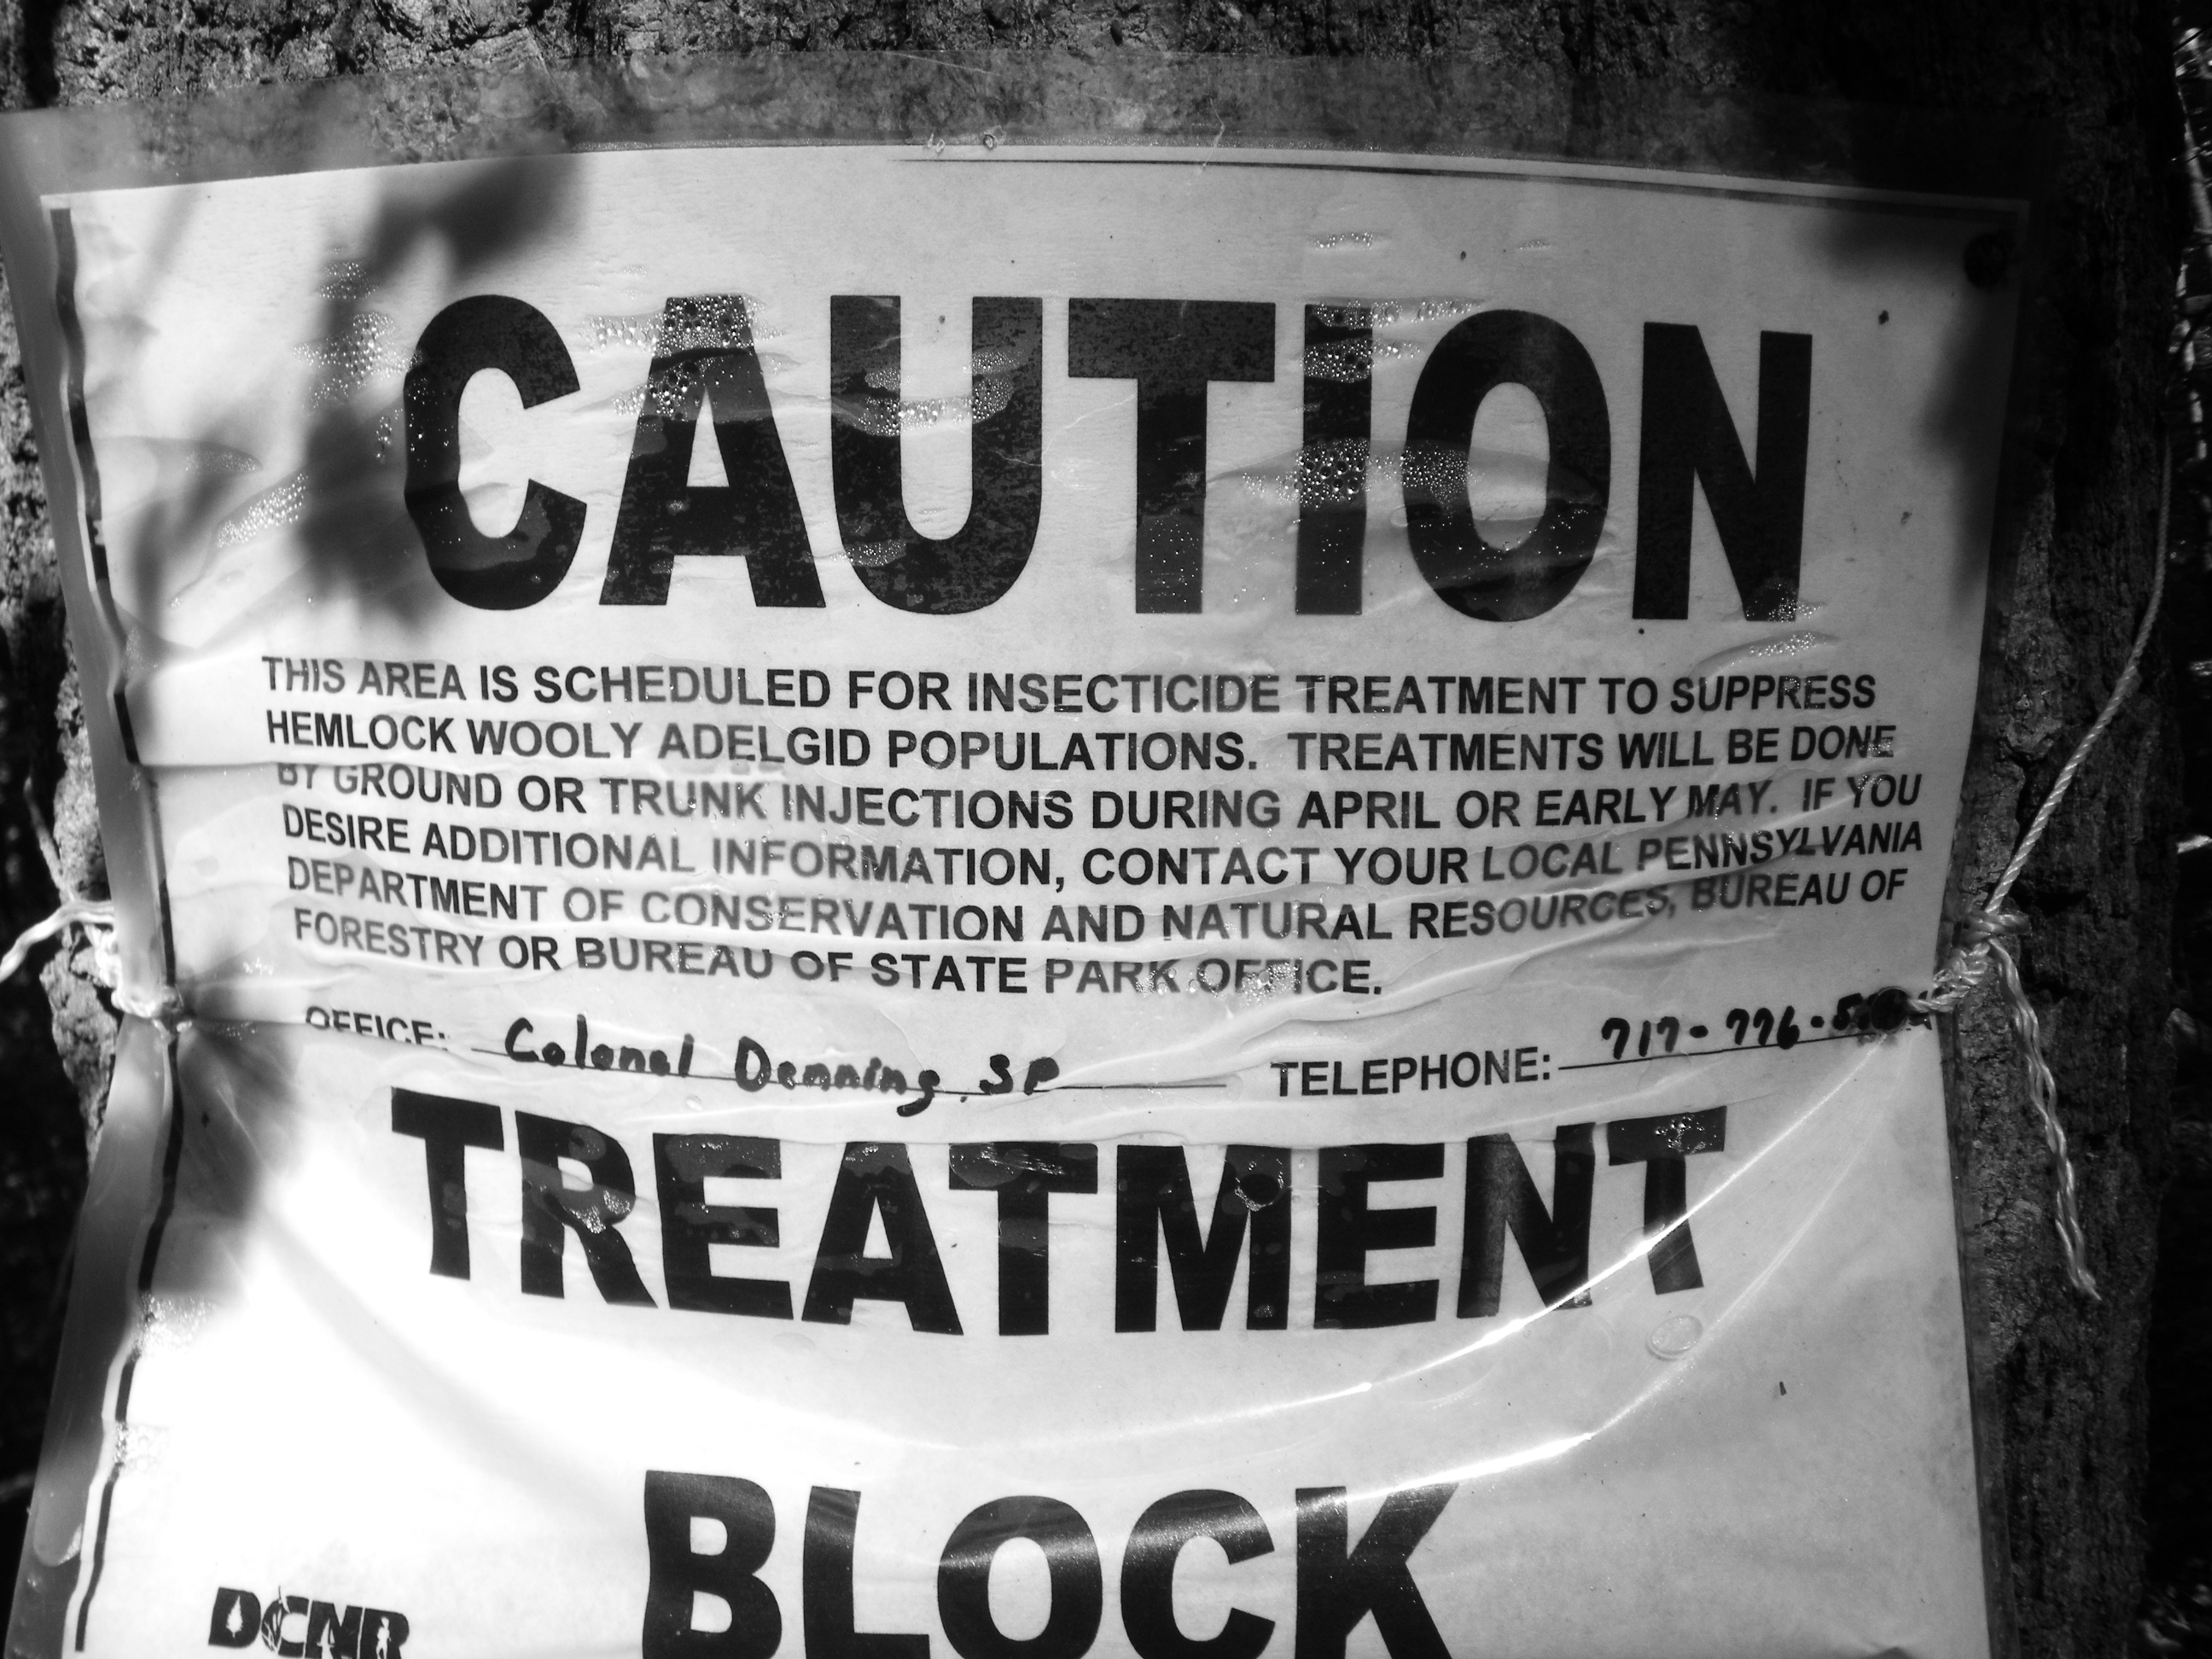 CAUTION
THIS AREA IS SCHEDULED FOR INSECTICIDE TREATMENT TO SUPPRESS
HEMLOCK WOOLY ADELGID POPULATIONS. TREATMENTS WILL BE DONE
BY GROUND OR TRUNK INJECTIONS DURING APRIL OR EARLY MAY. IF YOU
DESIRE ADDITIONAL INFORMATION, CONTACT YOUR LOCAL PENNSYLVANIA
DEPARTMENT OF CONSERVATION AND NATURAL RESOURCES, BUREAU OF
FORESTRY OR BUREAU OF STATE PARK OFFICE.
OFFICE: Colonel Denning SP TELEPHONE: 717-776-
TREATMENT
BLOCK
DCNR